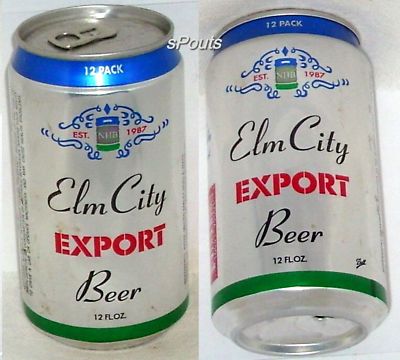 sPouts
12 PACK
EST. NHB 1987
Elm City
EXPORT
Beer
12 FL.OZ.
12 PACK
EST. NHB 1987
Elm City
EXPORT
Beer
12 FL.OZ.